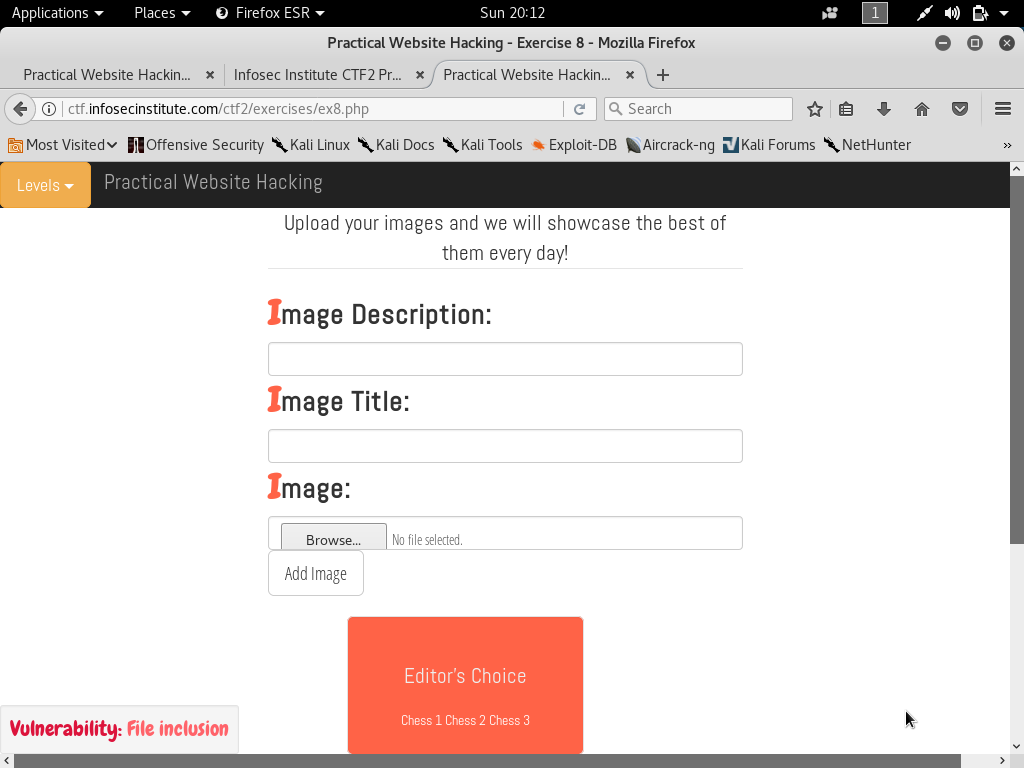 Applications Places Firefox ESR Sun 20:12 1
Practical Website Hacking - Exercise 8 - Mozilla Firefox
Practical Website Hackin... Infosec Institute CTF2 Pr... Practical Website Hackin...
ctf.infosecinstitute.com/ctf2/exercises/ex8.php Search
Most Visited Offensive Security Kali Linux Kali Docs Kali Tools Exploit-DB Aircrack-ng Kali Forums NetHunter »
Levels Practical Website Hacking
Upload your images and we will showcase the best of
them every day!
Image Description:
Image Title:
Image:
Browse... No file selected.
Add Image
Editor's Choice
Chess 1 Chess 2 Chess 3
Vulnerability: File inclusion